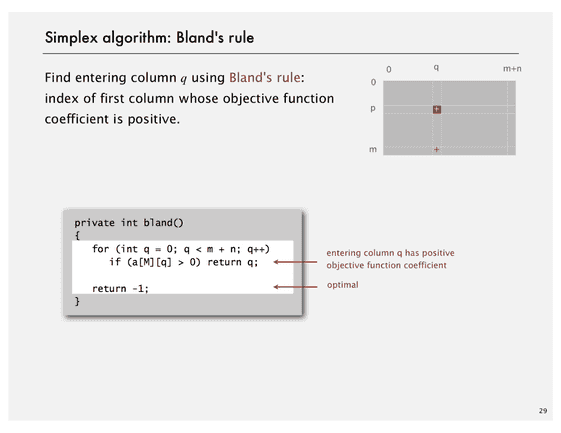 Simplex algorithm: Bland's rule
Find entering column q using Bland's rule:
index of first column whose objective function
coefficient is positive.
0 q m+n
0
p +
m +
private int bland()
{
for (int q = 0; q < m + n; q++)
if (a[M][q] > 0) return q;
return -1;
}
entering column q has positive
objective function coefficient
optimal
29